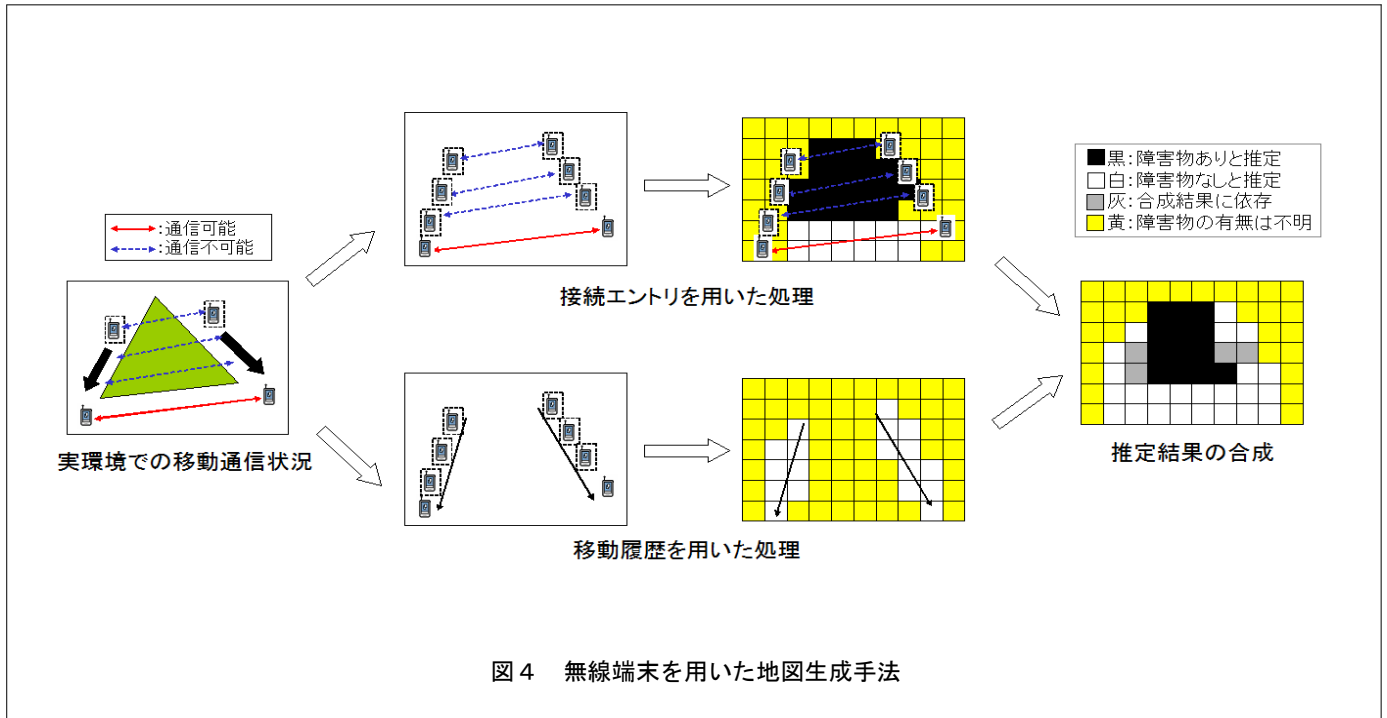 :通信可能
:通信不可能
実環境での移動通信状況
接続エントリを用いた処理
移動履歴を用いた処理
黒:障害物ありと推定
白:障害物なしと推定
灰:合成結果に依存
黄:障害物の有無は不明
推定結果の合成
図4 無線端末を用いた地図生成手法